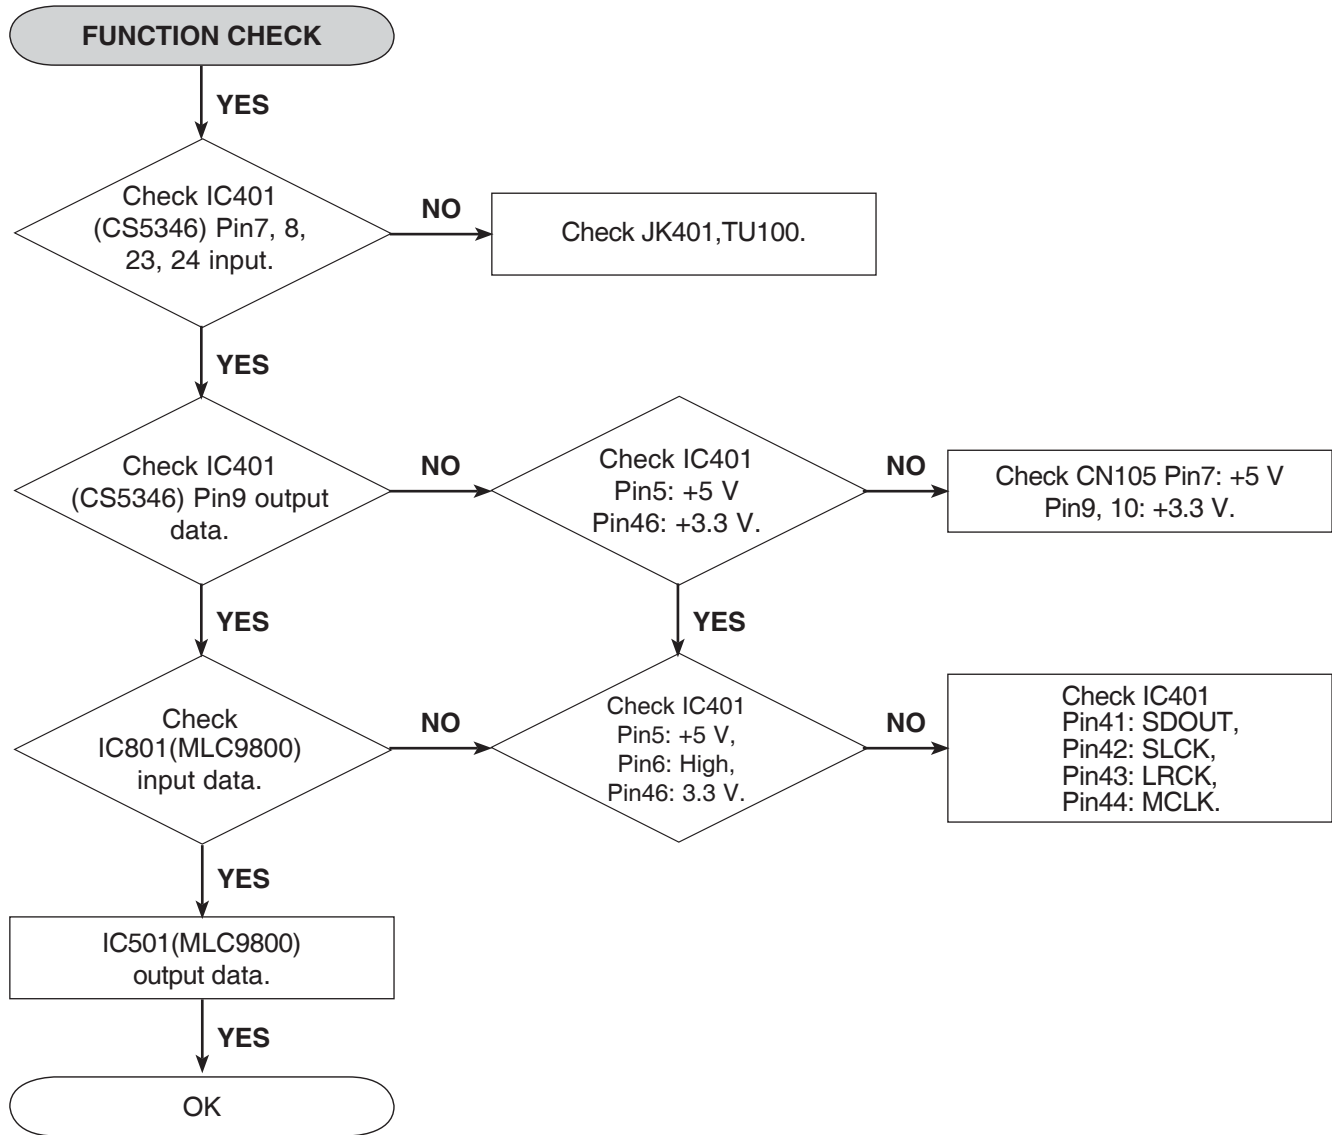 FUNCTION CHECK
YES
Check IC401
(CS5346) Pin7, 8,
23, 24 input.
NO
Check JK401,TU100.
YES
Check IC401
(CS5346) Pin9 output
data.
NO
Check IC401
Pin5: +5 V
Pin46: +3.3 V.
NO
Check CN105 Pin7: +5 V
Pin9, 10: +3.3 V.
YES
YES
Check
IC801(MLC9800)
input data.
NO
Check IC401
Pin5: +5 V,
Pin6: High,
Pin46: 3.3 V.
NO
Check IC401
Pin41: SDOUT,
Pin42: SLCK,
Pin43: LRCK,
Pin44: MCLK.
YES
IC501(MLC9800)
output data.
YES
OK